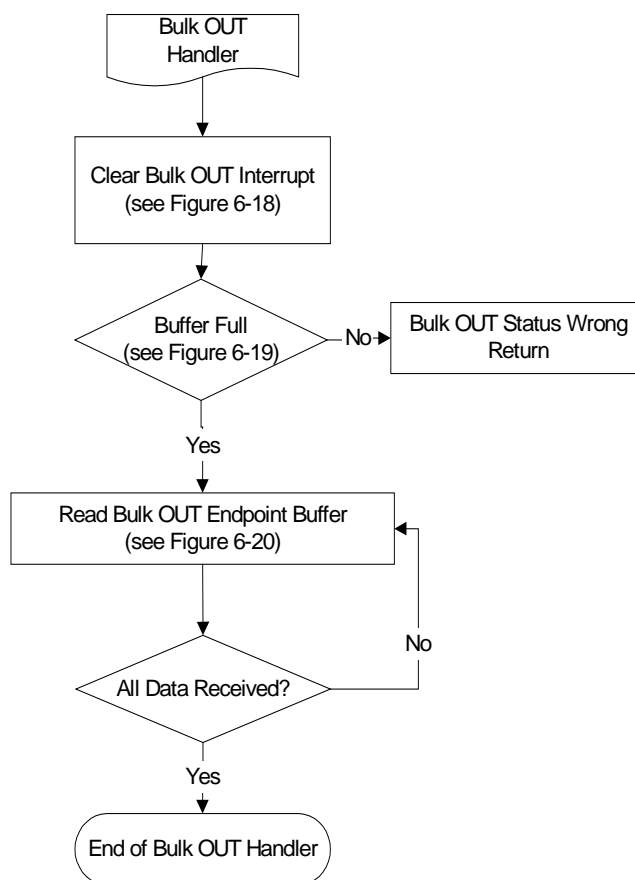 Bulk OUT
Handler
Clear Bulk OUT Interrupt
(see Figure 6-18)
Buffer Full
(see Figure 6-19)
No
Bulk OUT Status Wrong
Return
Yes
Read Bulk OUT Endpoint Buffer
(see Figure 6-20)
No
All Data Received?
Yes
End of Bulk OUT Handler